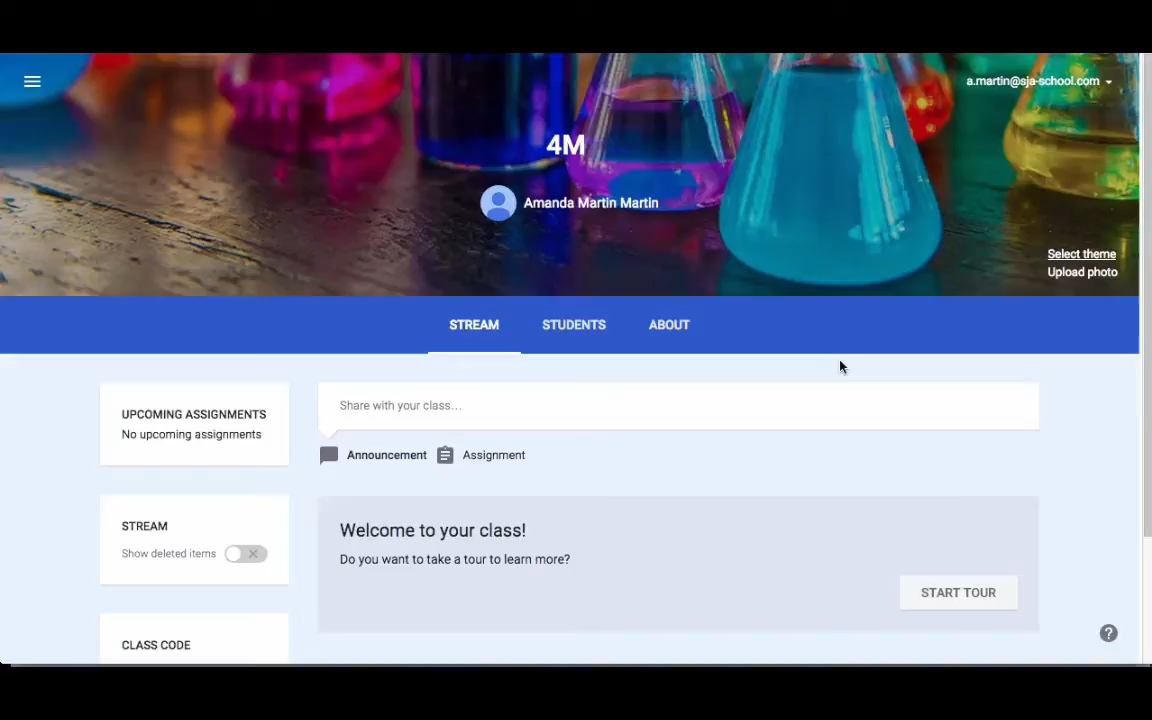 a.martin@sja-school.com
4M
Amanda Martin Martin
Select theme
Upload photo
STREAM STUDENTS ABOUT
UPCOMING ASSIGNMENTS
No upcoming assignments
Share with your class...
Announcement Assignment
STREAM
Show deleted items
Welcome to your class!
Do you want to take a tour to learn more?
START TOUR
CLASS CODE
?